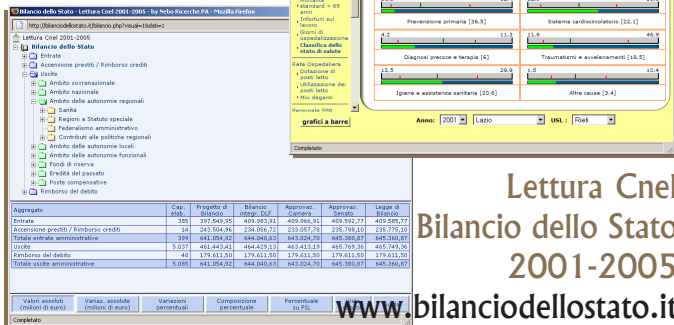 Bilancio dello Stato - Lettura Cnel 2001-2005 - by Nebo Ricerche PA - Mozilla Firefox
http://bilanciodellostato.it/bilancio.php?visual=1&dati=1
Lettura Cnel 2001-2005
Bilancio dello Stato
Entrate
Accensione prestiti / Rimborso crediti
Uscite
Ambito sovranazionale
Ambito nazionale
Ambito delle autonomie regionali
Sanità
Regioni a Statuto speciale
Federalismo amministrativo
Contributi alle politiche regionali
Ambito delle autonomie locali
Ambito delle autonomie funzionali
Fondi di riserva
Eredità del passato
Poste compensative
Rimborso del debito
Aggregato Cap. elab. Progetto di Bilancio Bilancio integr. DLF Approvaz. Camera Approvaz. Senato Legge di Bilancio
Entrate 385 397.549,95 409.983,91 409.966,91 409.592,77 409.585,77
Accensione prestiti / Rimborso crediti 14 243.504,96 234.056,72 233.057,78 235.788,10 235.775,10
Totale entrate amministrative 399 641.054,92 644.040,63 643.024,70 645.380,87 645.360,87
Uscite 5.037 461.443,41 464.429,13 463.413,19 465.769,36 465.749,36
Rimborso del debito 48 179.611,50 179.611,50 179.611,50 179.611,50 179.611,50
Totale uscite amministrative 5.085 641.054,92 644.040,63 643.024,70 645.380,87 645.360,87
Valori assoluti (milioni di euro) Variaz. assolute (milioni di euro) Variazioni percentuali Composizione percentuale Percentuale su PIL
Completato
standard > 69 anni
Infortuni sul lavoro
Giorni di ospedalizzazione
Classifica dello stato di salute
Rete Ospedaliera
Dotazione di posti letto
Utilizzazione dei posti letto
Mix degenti
Personale SSN
grafici a barre
Prevenzione primaria [36,5]
Sistema cardiocircolatorio [22,1]
4.2 11.3
11.6 46.9
Diagnosi precoce e terapia [6]
Traumatismi e avvelenamenti [18,5]
12.5 29.9
1.5 10.4
Igiene e assistenza sanitaria [20,6]
Altre cause [3,4]
Anno: 2001 Lazio USL: Rieti
Completato
Lettura Cnel
Bilancio dello Stato
2001-2005
www.bilanciodellostato.it